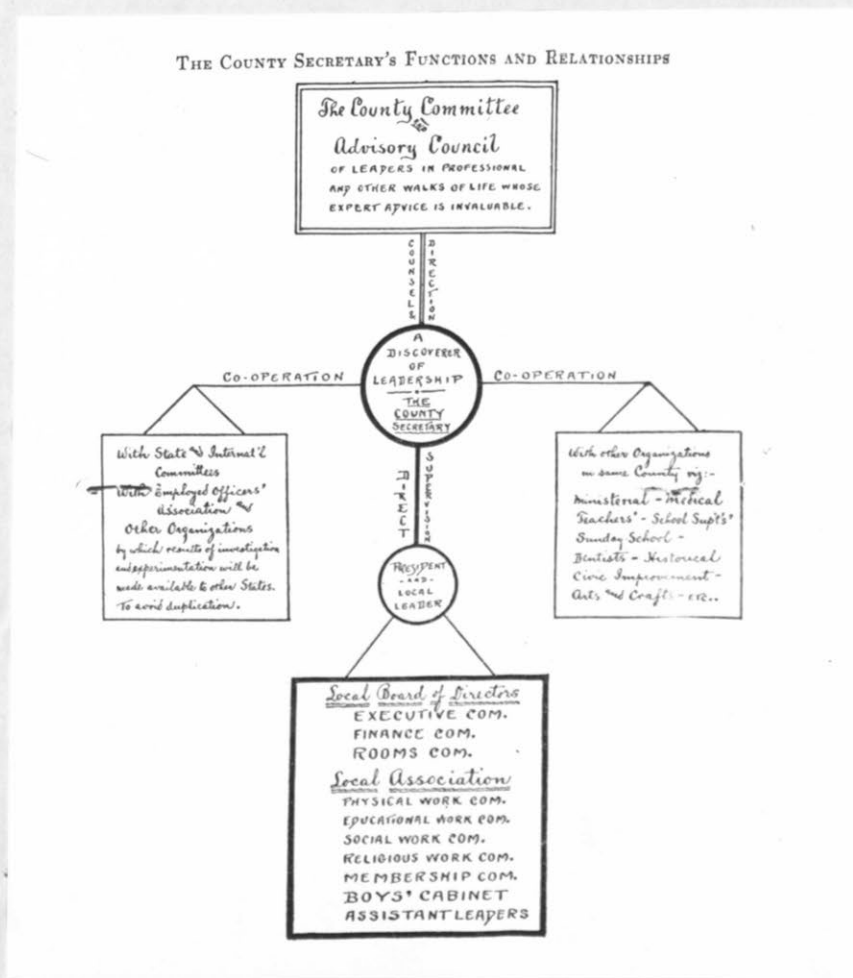 THE COUNTY SECRETARY'S FUNCTIONS AND RELATIONSHIPS
The County Committee
AND
Advisory Council
OF LEADERS IN PROFESSIONAL
AND OTHER WALKS OF LIFE WHOSE
EXPERT ADVICE IS INVALUABLE.
COUNSEL &
DIRECTION
A
DISCOVERER
OF
LEADERSHIP
THE
COUNTY
SECRETARY
CO-OPERATION
CO-OPERATION
With State and Internat'l
Committees
With Employed Officers'
Association and
Other Organizations
by which results of investigation
and experimentation will be
made available to other States.
To avoid duplication.
With other Organizations
in same County viz:-
Ministerial - Medical
Teachers' - School Supt's'
Sunday School -
Dentists - Historical
Civic Improvement -
Arts and Crafts - etc..
DIRECT
SUPERVISION
PRESIDENT
-AND-
LOCAL
LEADER
Local Board of Directors
EXECUTIVE COM.
FINANCE COM.
ROOMS COM.
Local Association
PHYSICAL WORK COM.
EDUCATIONAL WORK COM.
SOCIAL WORK COM.
RELIGIOUS WORK COM.
MEMBERSHIP COM.
BOYS' CABINET
ASSISTANT LEADERS